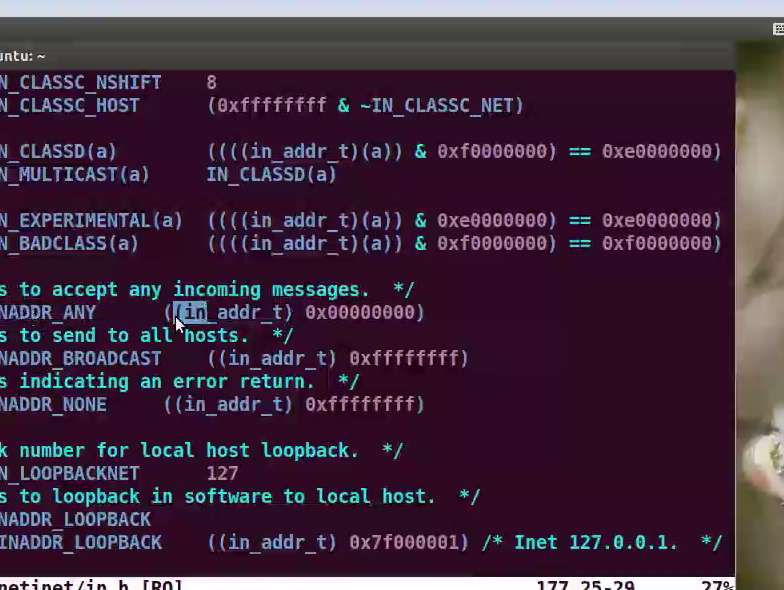 untu: ~
N_CLASSC_NSHIFT 8
N_CLASSC_HOST (0xffffffff & ~IN_CLASSC_NET)
N_CLASSD(a) ((((in_addr_t)(a)) & 0xf0000000) == 0xe0000000)
N_MULTICAST(a) IN_CLASSD(a)
N_EXPERIMENTAL(a) ((((in_addr_t)(a)) & 0xe0000000) == 0xe0000000)
N_BADCLASS(a) ((((in_addr_t)(a)) & 0xf0000000) == 0xf0000000)
s to accept any incoming messages. */
NADDR_ANY ((in_addr_t) 0x00000000)
s to send to all hosts. */
NADDR_BROADCAST ((in_addr_t) 0xffffffff)
s indicating an error return. */
NADDR_NONE ((in_addr_t) 0xffffffff)
k number for local host loopback. */
N_LOOPBACKNET 127
s to loopback in software to local host. */
NADDR_LOOPBACK
INADDR_LOOPBACK ((in_addr_t) 0x7f000001) /* Inet 127.0.0.1. */
netinet/in.h [RO] 177,25-29 27%